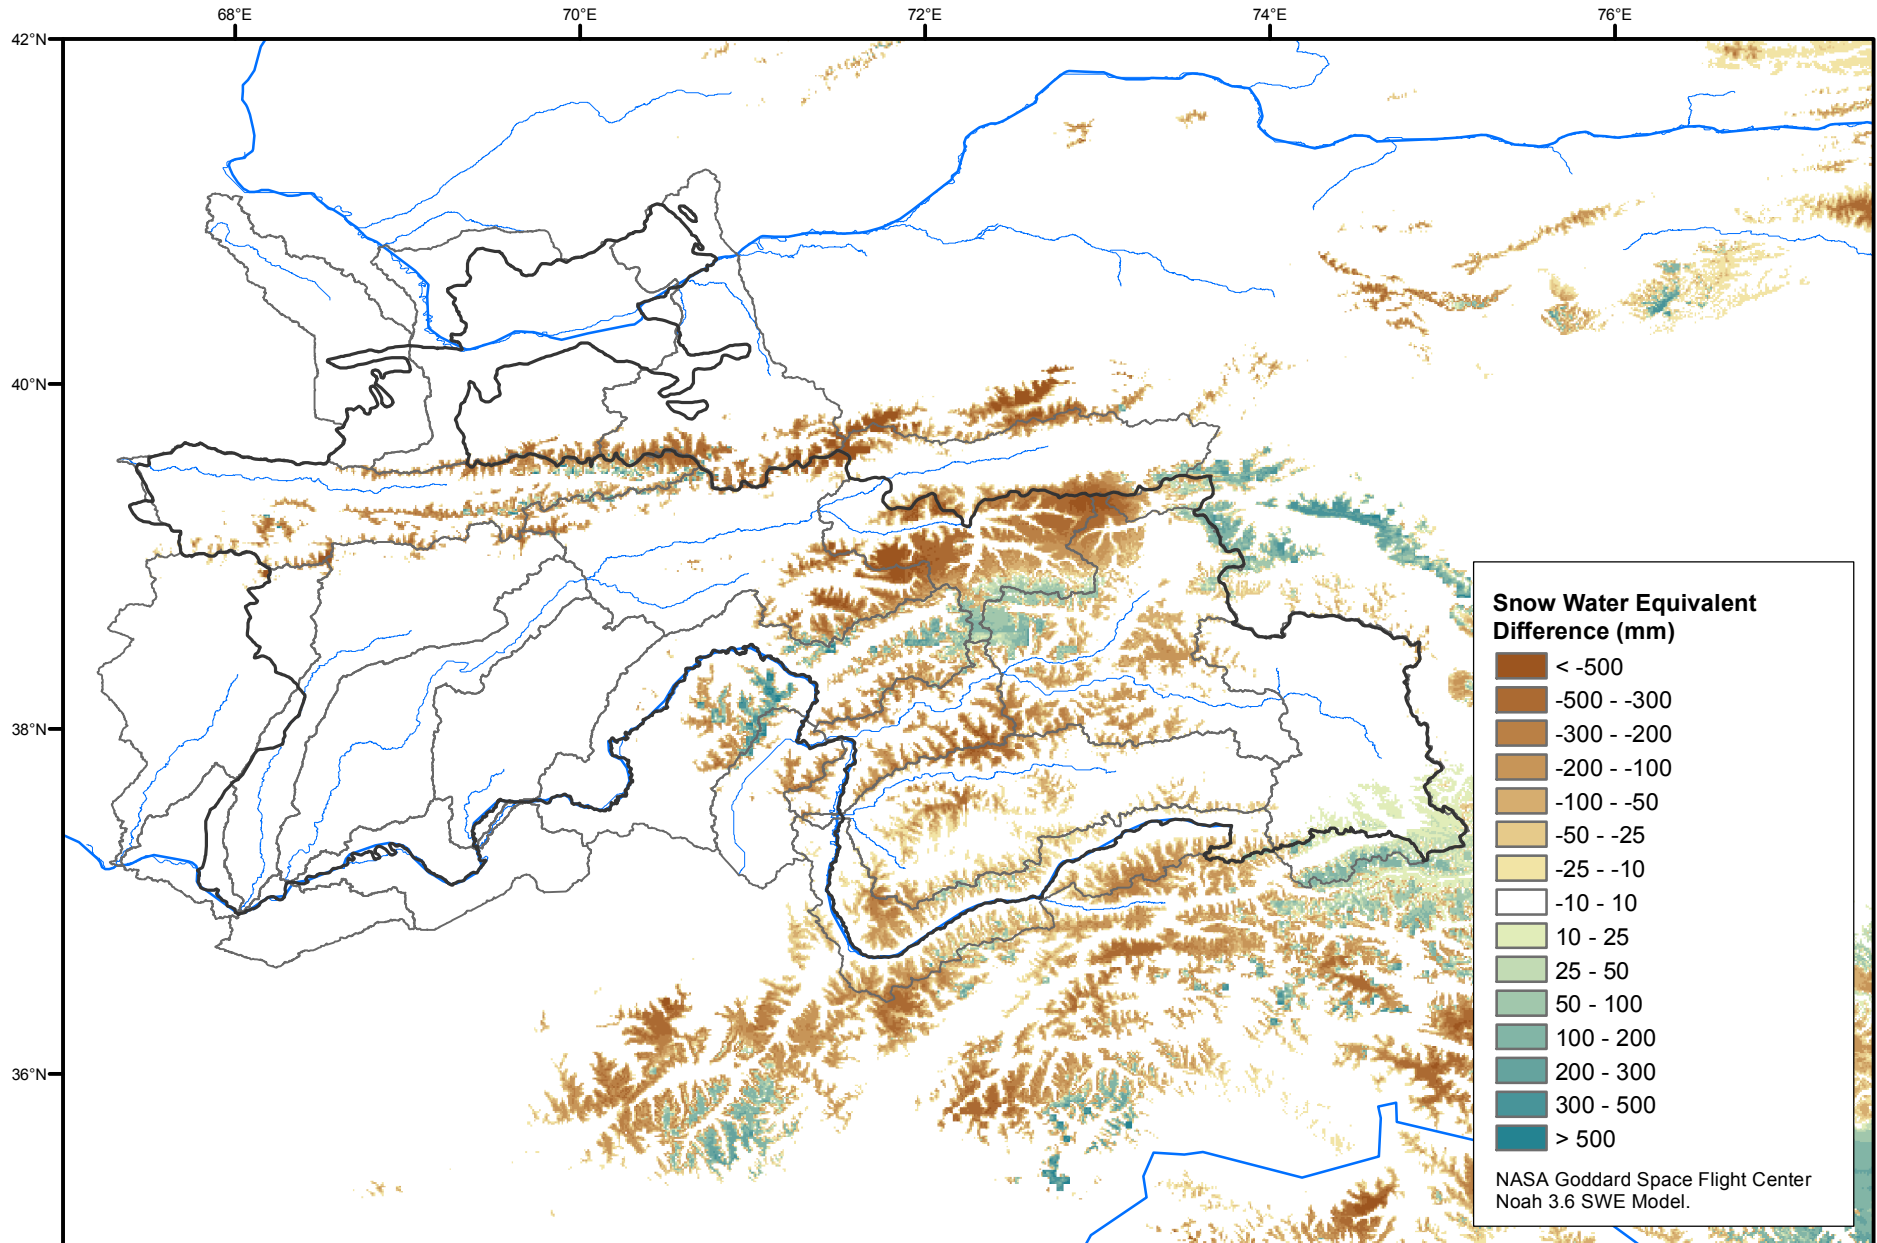 68°E
70°E
72°E
74°E
76°E
42°N
40°N
38°N
36°N
Snow Water Equivalent
Difference (mm)
< -500
-500 - -300
-300 - -200
-200 - -100
-100 - -50
-50 - -25
-25 - -10
-10 - 10
10 - 25
25 - 50
50 - 100
100 - 200
200 - 300
300 - 500
> 500
NASA Goddard Space Flight Center
Noah 3.6 SWE Model.